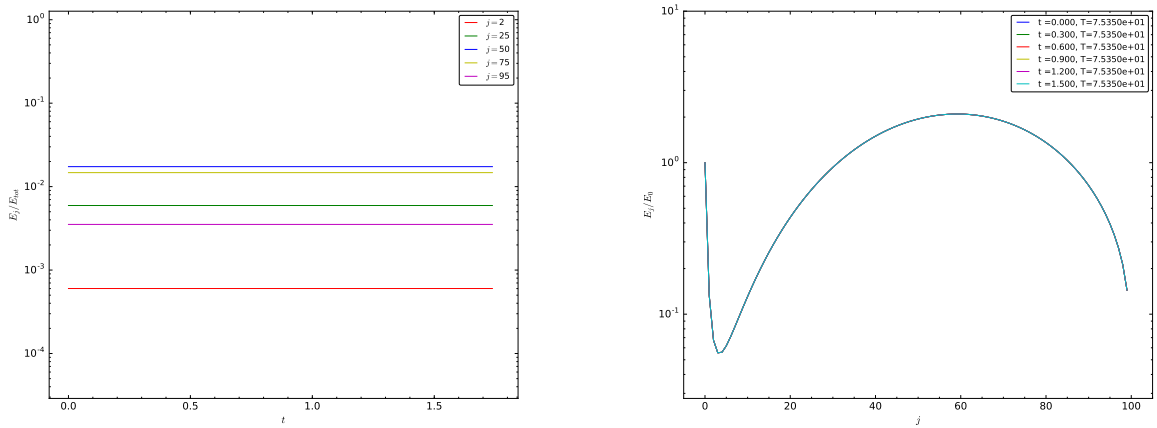 10^0
10^-1
10^-2
10^-3
10^-4
E_j/E_tot
0.0 0.5 1.0 1.5
t
j=2
j=25
j=50
j=75
j=95
10^1
10^0
10^-1
E_j/E_0
0 20 40 60 80 100
j
t =0.000, T=7.5350e+01
t =0.300, T=7.5350e+01
t =0.600, T=7.5350e+01
t =0.900, T=7.5350e+01
t =1.200, T=7.5350e+01
t =1.500, T=7.5350e+01